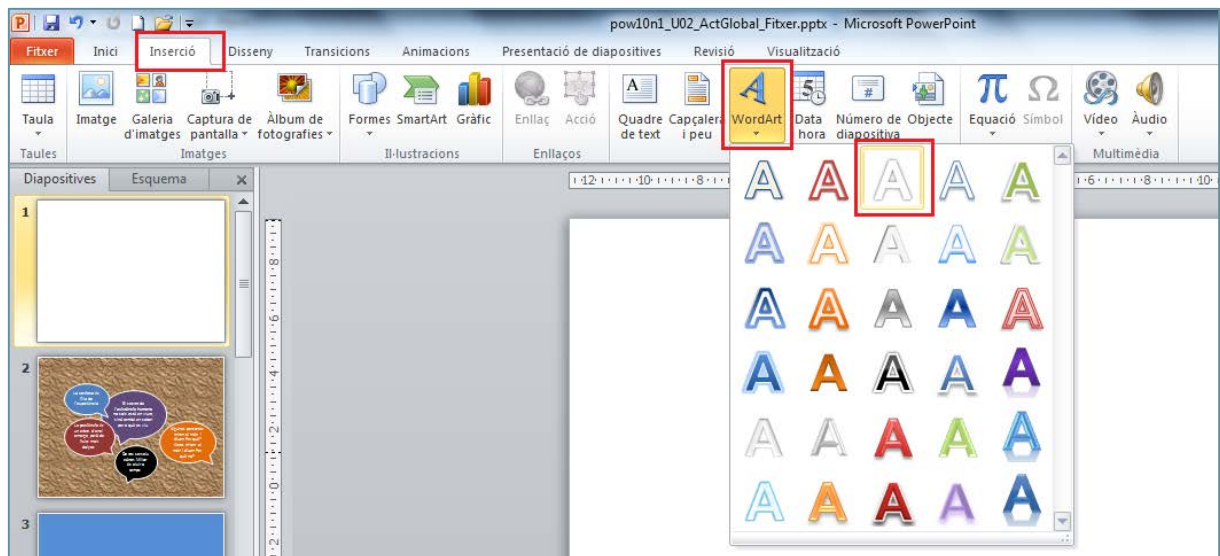 pow10n1_U02_ActGlobal_Fitxer.pptx - Microsoft PowerPoint
Fitxer Inici Inserció Disseny Transicions Animacions Presentació de diapositives Revisió Visualització
Taula Imatge Galeria d'imatges Captura de pantalla Àlbum de fotografies Formes SmartArt Gràfic Enllaç Acció Quadre de text Capçalera i peu WordArt Data hora Número de diapositiva Objecte Equació Símbol Vídeo Àudio
Taules Imatges Il·lustracions Enllaços Multimèdia
Diapositives Esquema
1
2
3